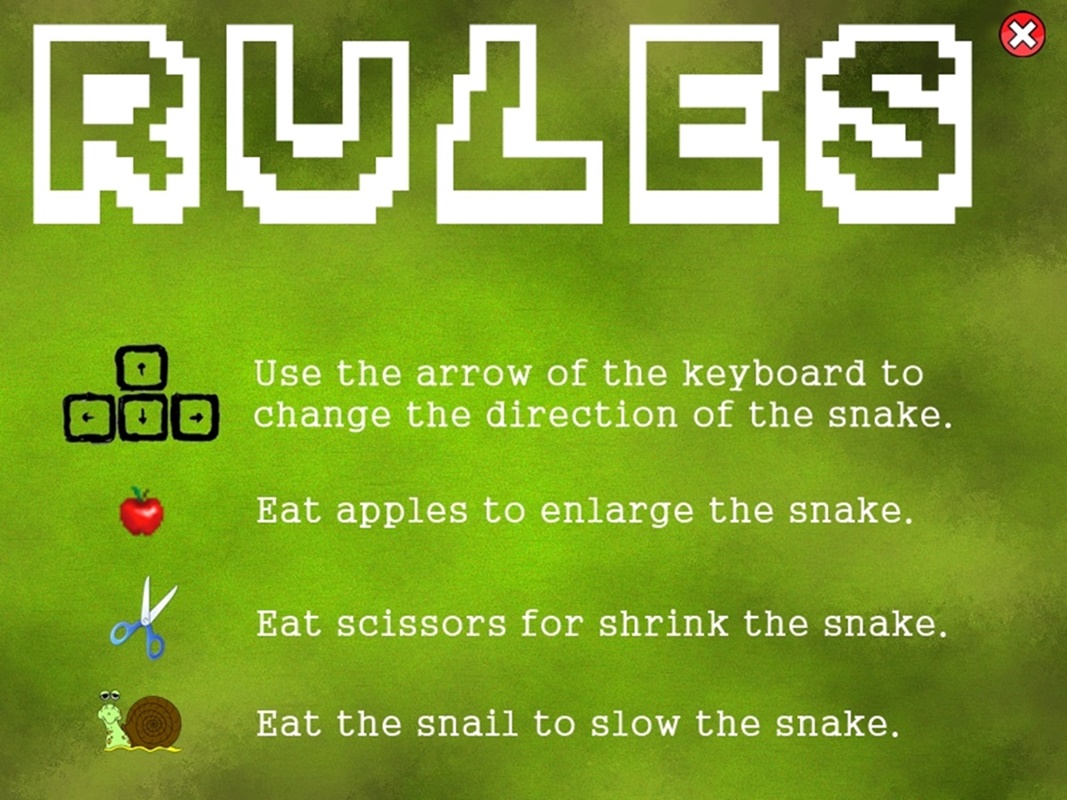 RULES
Use the arrow of the keyboard to
change the direction of the snake.
Eat apples to enlarge the snake.
Eat scissors for shrink the snake.
Eat the snail to slow the snake.